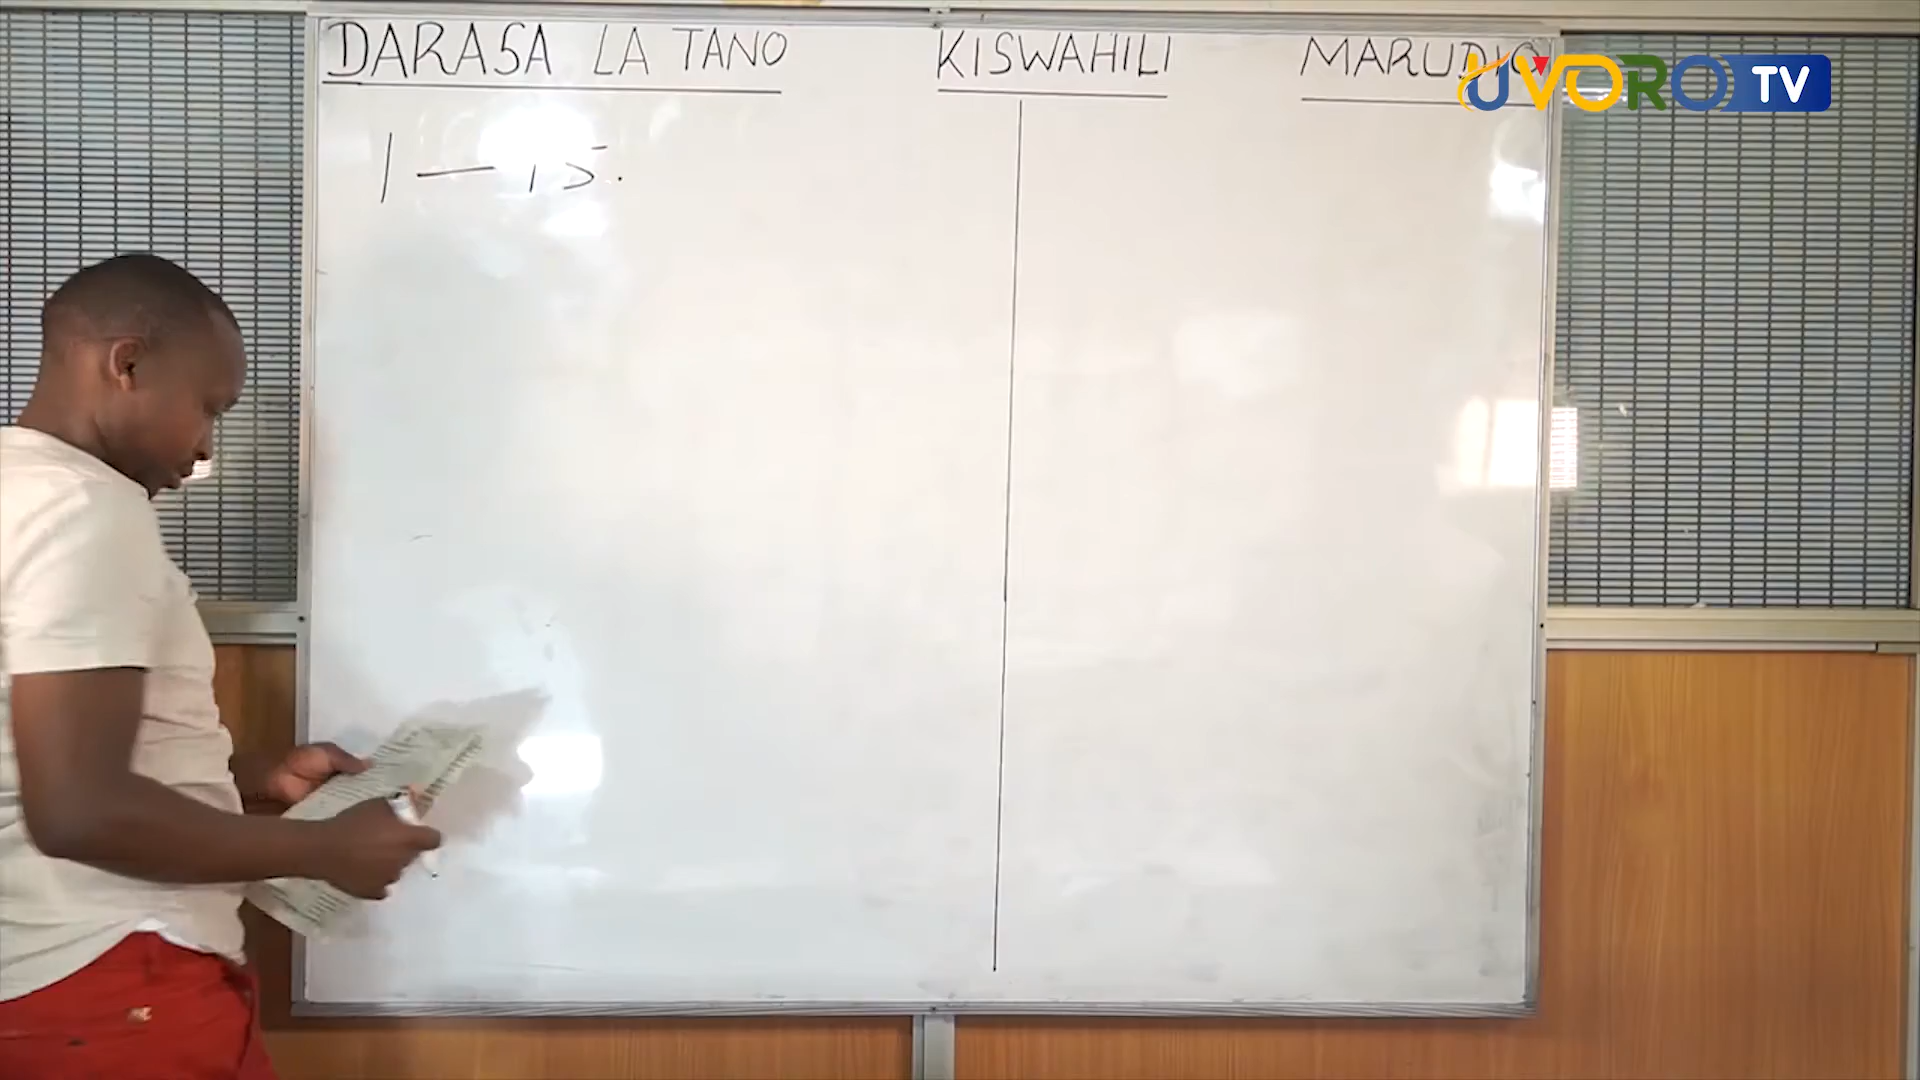 DARASA LA TANO KISWAHILI MARUDIO
UVORO TV
1 — 15.